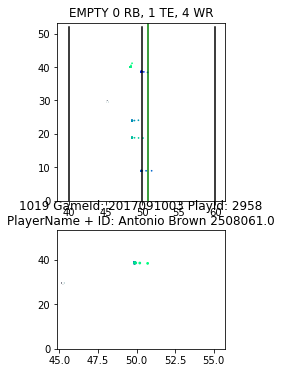 EMPTY 0 RB, 1 TE, 4 WR
50
40
30
20
10
0
40 45 50 55 60
1019 GameId: 2017091003 PlayId: 2958
PlayerName + ID: Antonio Brown 2508061.0
40
20
0
45.0 47.5 50.0 52.5 55.0